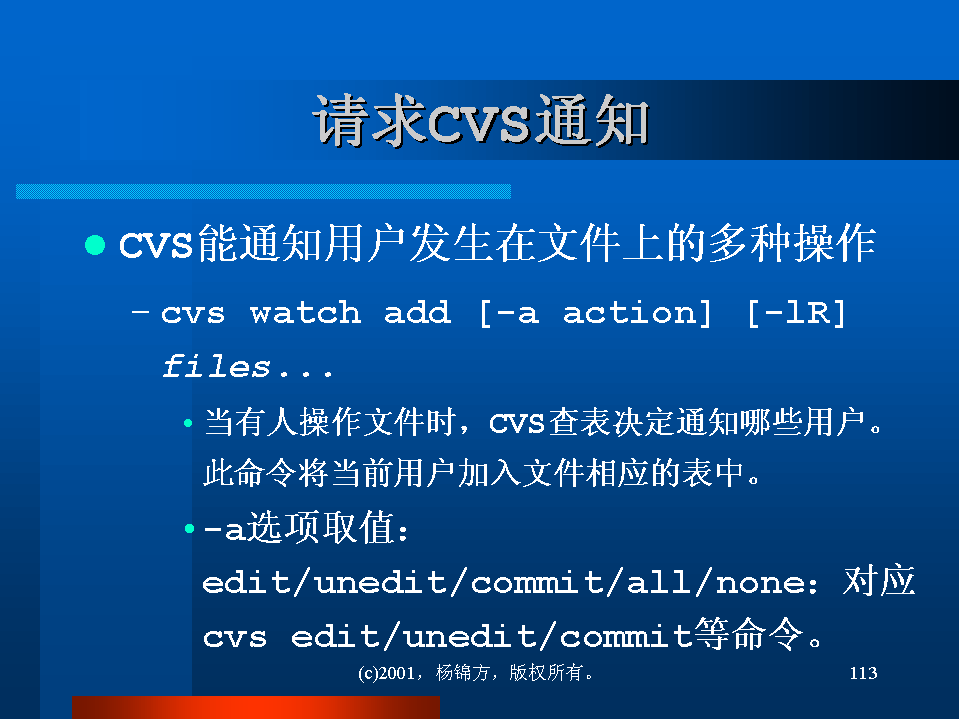 请求CVS通知
CVS能通知用户发生在文件上的多种操作
– cvs watch add [-a action] [-lR]
files...
• 当有人操作文件时，CVS查表决定通知哪些用户。
此命令将当前用户加入文件相应的表中。
• -a选项取值：
edit/unedit/commit/all/none：对应
cvs edit/unedit/commit等命令。
(c)2001，杨锦方，版权所有。
113